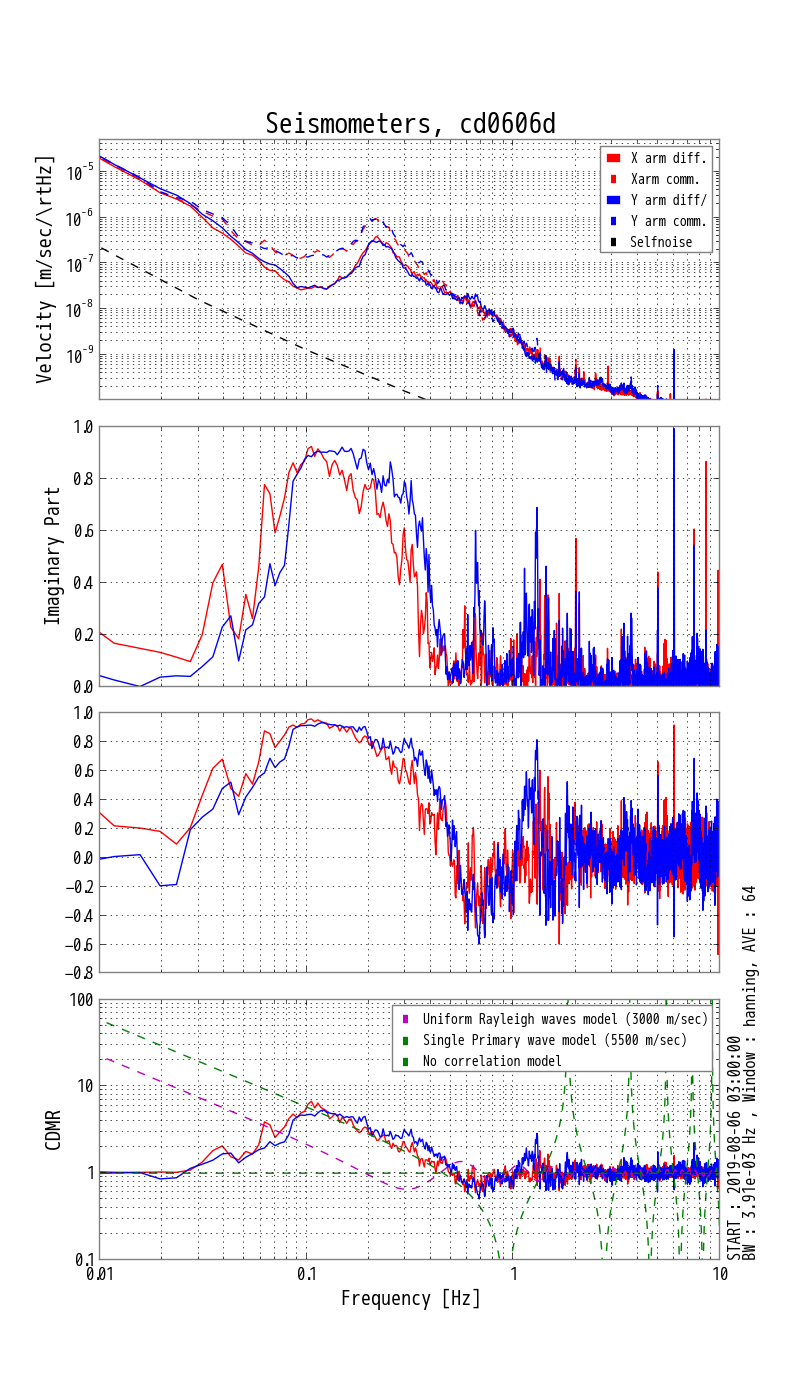 Seismometers, cd0606d
Velocity [m/sec/\rtHz]
10^-5
10^-6
10^-7
10^-8
10^-9
X arm diff.
Xarm comm.
Y arm diff/
Y arm comm.
Selfnoise
Imaginary Part
1.0
0.8
0.6
0.4
0.2
0.0
1.0
0.8
0.6
0.4
0.2
0.0
−0.2
−0.4
−0.6
−0.8
CDMR
100
10
1
0.1
Uniform Rayleigh waves model (3000 m/sec)
Single Primary wave model (5500 m/sec)
No correlation model
0.01
0.1
1
10
Frequency [Hz]
START : 2019-08-06 03:00:00
BW : 3.91e-03 Hz , Window : hanning, AVE : 64